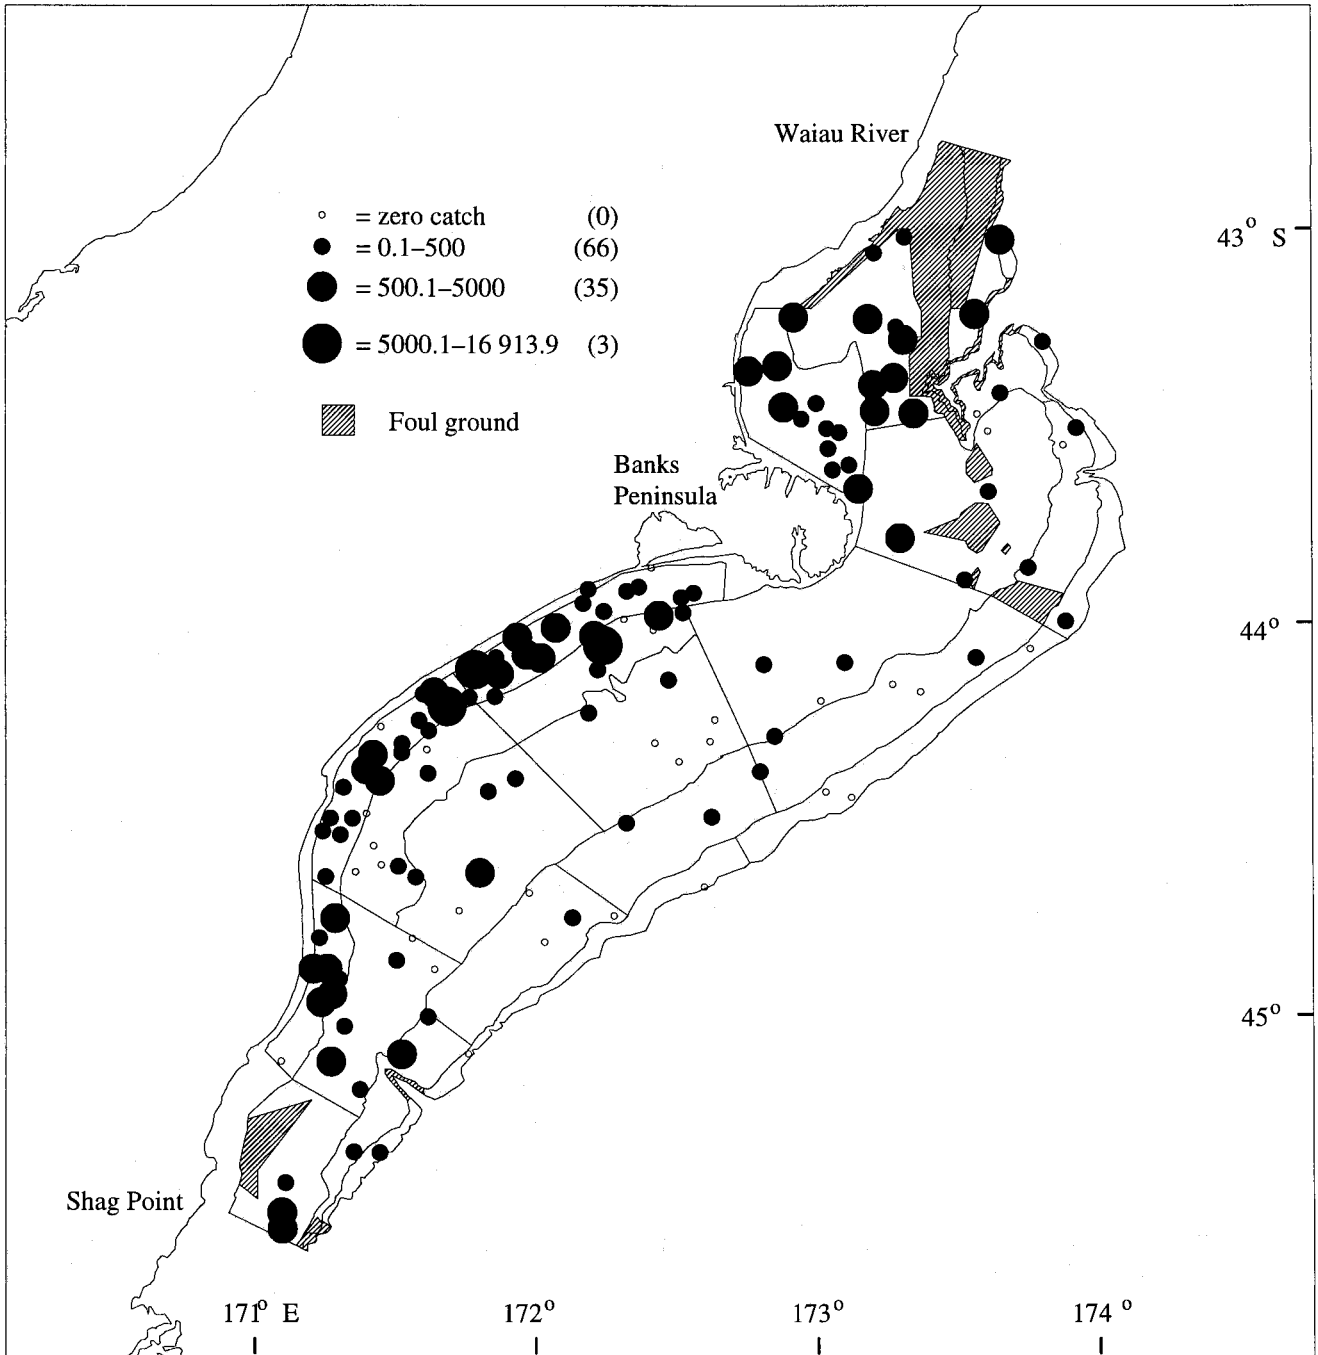 Waiau River
= zero catch (0)
= 0.1–500 (66)
= 500.1–5000 (35)
= 5000.1–16 913.9 (3)
Foul ground
43° S
Banks
Peninsula
44°
45°
Shag Point
171° E 172° 173° 174°